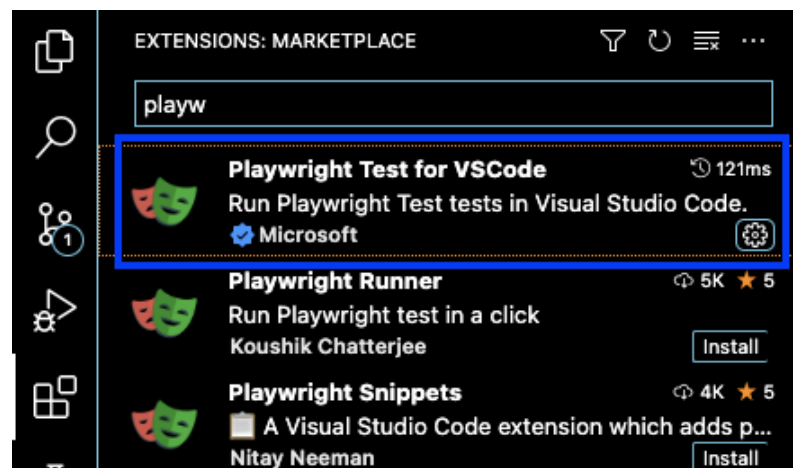 EXTENSIONS: MARKETPLACE
playw
Playwright Test for VSCode 121ms
Run Playwright Test tests in Visual Studio Code.
Microsoft
1
Playwright Runner 5K ★ 5
Run Playwright test in a click
Koushik Chatterjee Install
Playwright Snippets 4K ★ 5
📋 A Visual Studio Code extension which adds p...
Nitay Neeman Install